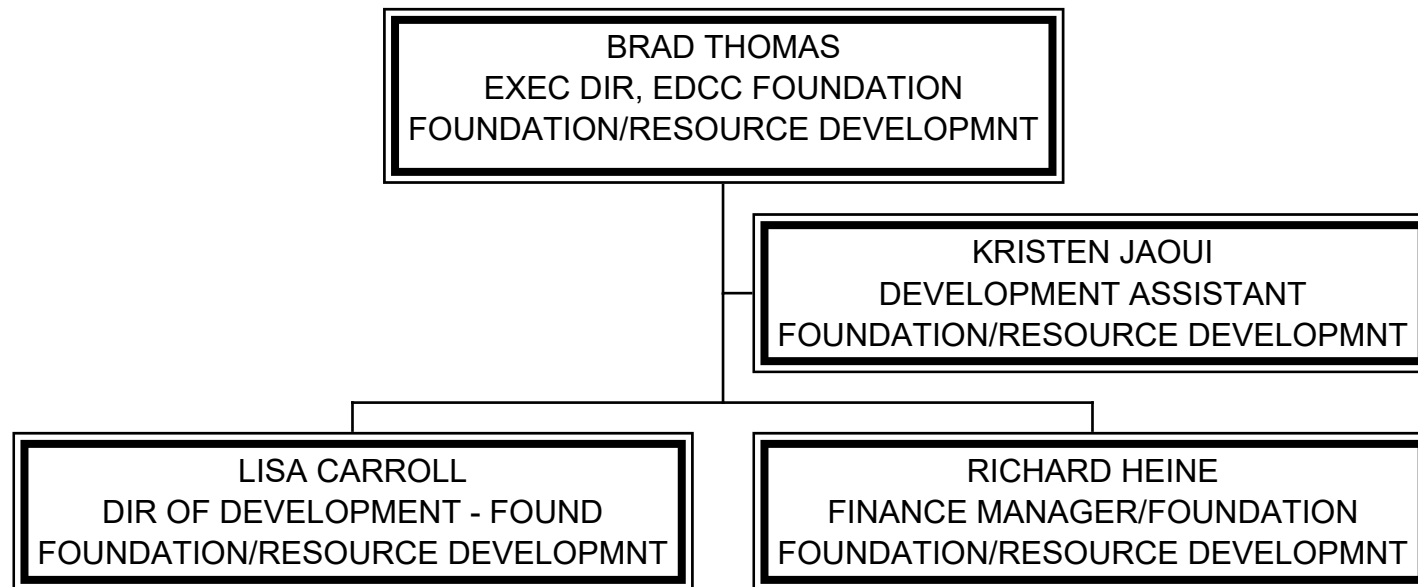 BRAD THOMAS
EXEC DIR, EDCC FOUNDATION
FOUNDATION/RESOURCE DEVELOPMNT
KRISTEN JAOUI
DEVELOPMENT ASSISTANT
FOUNDATION/RESOURCE DEVELOPMNT
LISA CARROLL
DIR OF DEVELOPMENT - FOUND
FOUNDATION/RESOURCE DEVELOPMNT
RICHARD HEINE
FINANCE MANAGER/FOUNDATION
FOUNDATION/RESOURCE DEVELOPMNT